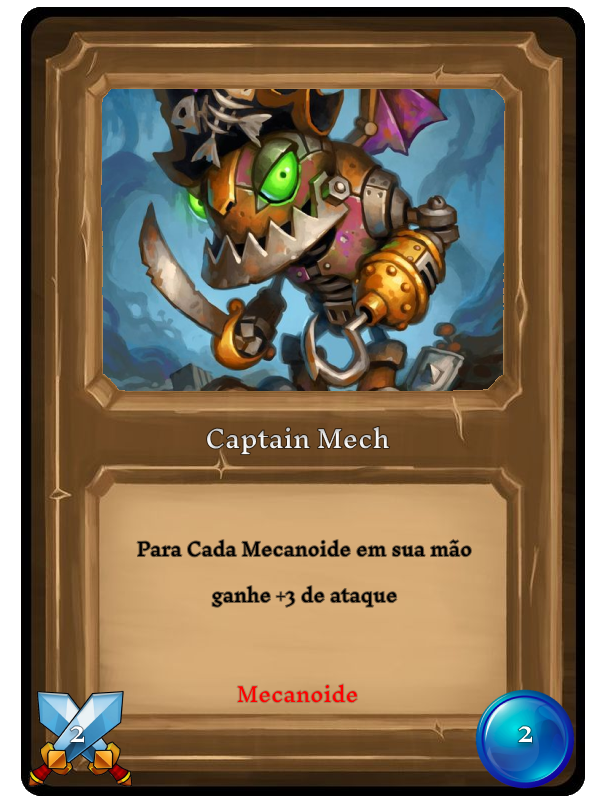 Captain Mech
Para Cada Mecanoide em sua mão
ganhe +3 de ataque
Mecanoide
2
2